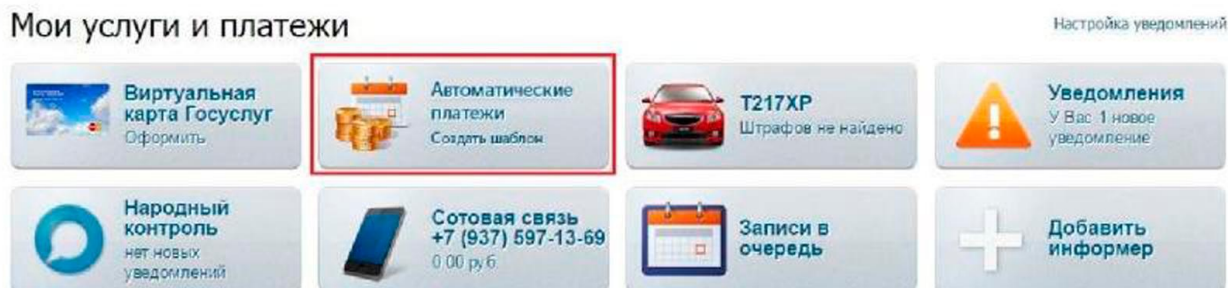 Мои услуги и платежи
Настройка уведомлений
Виртуальная
карта Госуслуг
Оформить
Автоматические
платежи
Создать шаблон
Т217ХР
Штрафов не найдено
Уведомления
У Вас 1 новое
уведомление
Народный
контроль
нет новых
уведомлений
Сотовая связь
+7 (937) 597-13-69
0.00 руб.
Записи в
очередь
Добавить
информер